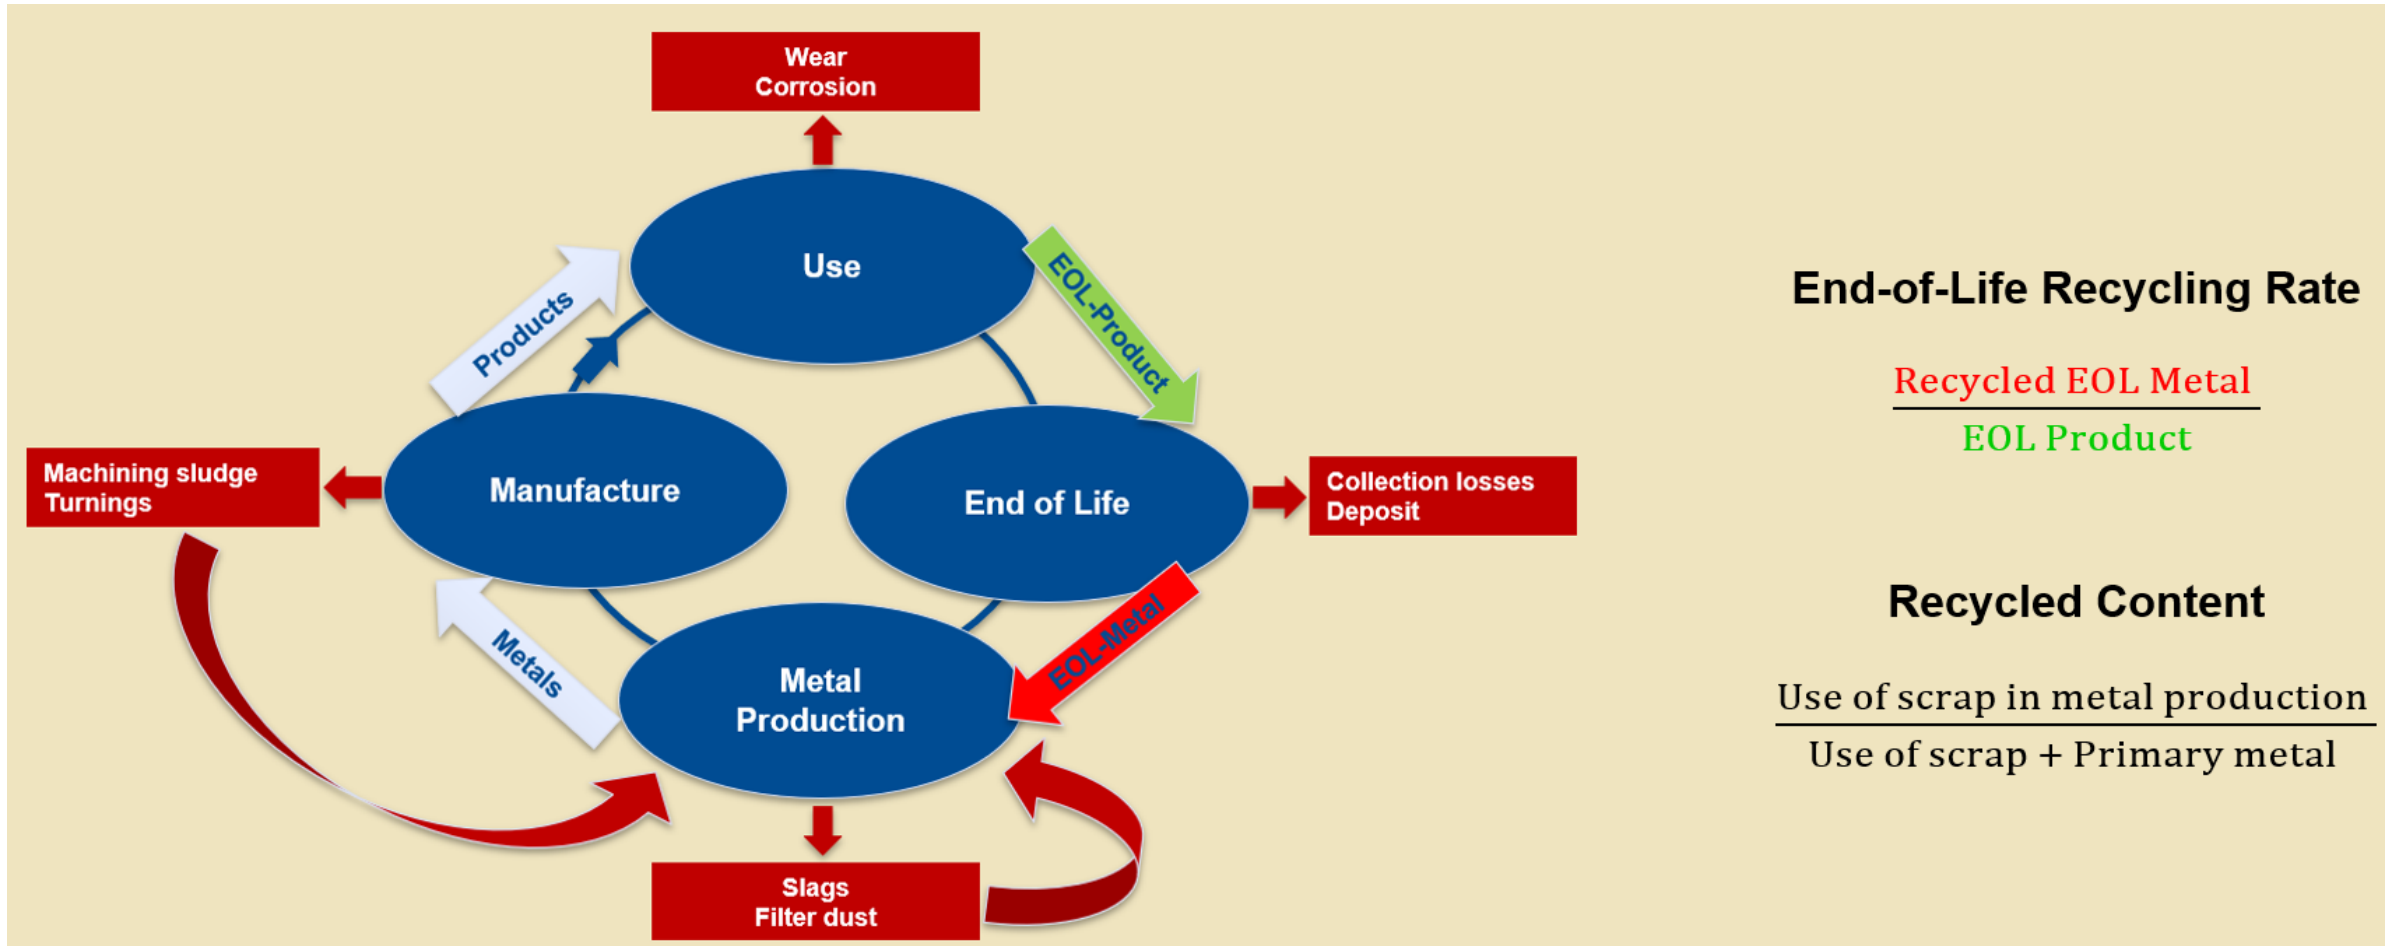 Wear
Corrosion
Use
Products
EOL-Product
Machining sludge
Turnings
Manufacture
End of Life
Collection losses
Deposit
Metals
EOL-Metal
Metal
Production
Slags
Filter dust
End-of-Life Recycling Rate
Recycled EOL Metal
EOL Product
Recycled Content
Use of scrap in metal production
Use of scrap + Primary metal